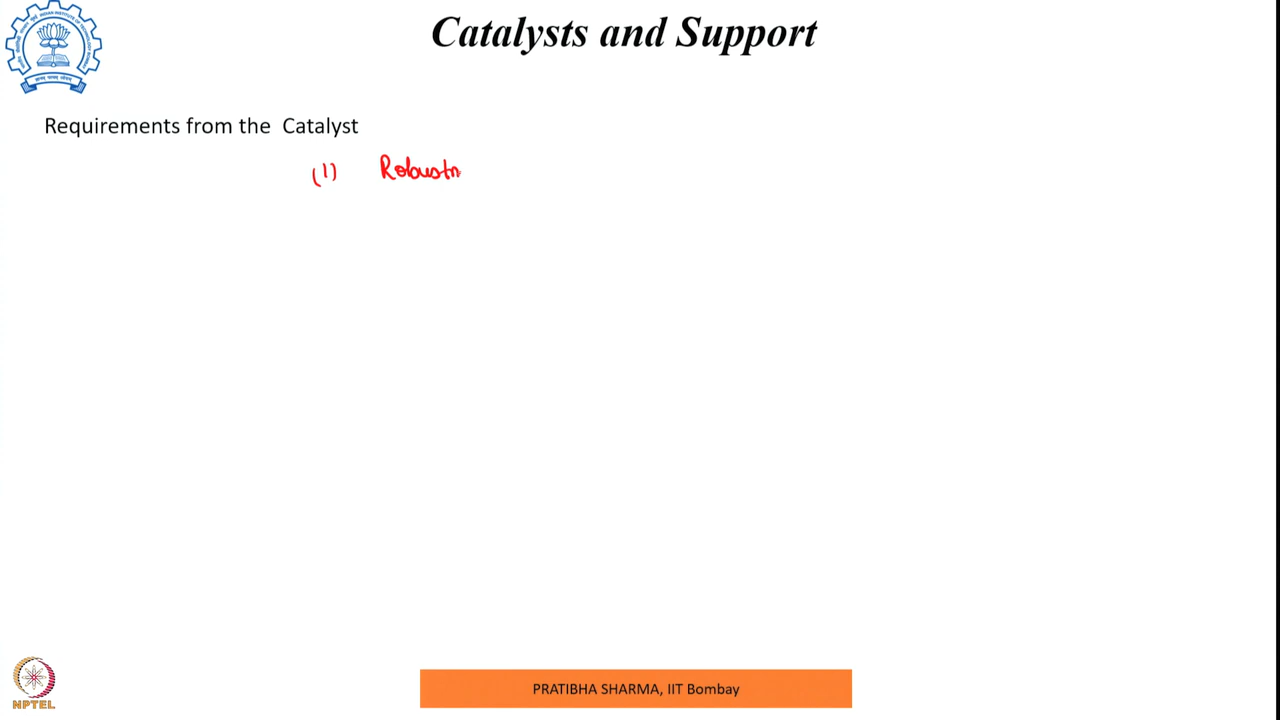 Catalysts and Support
Requirements from the Catalyst
(1) Robustn
PRATIBHA SHARMA, IIT Bombay
NPTEL